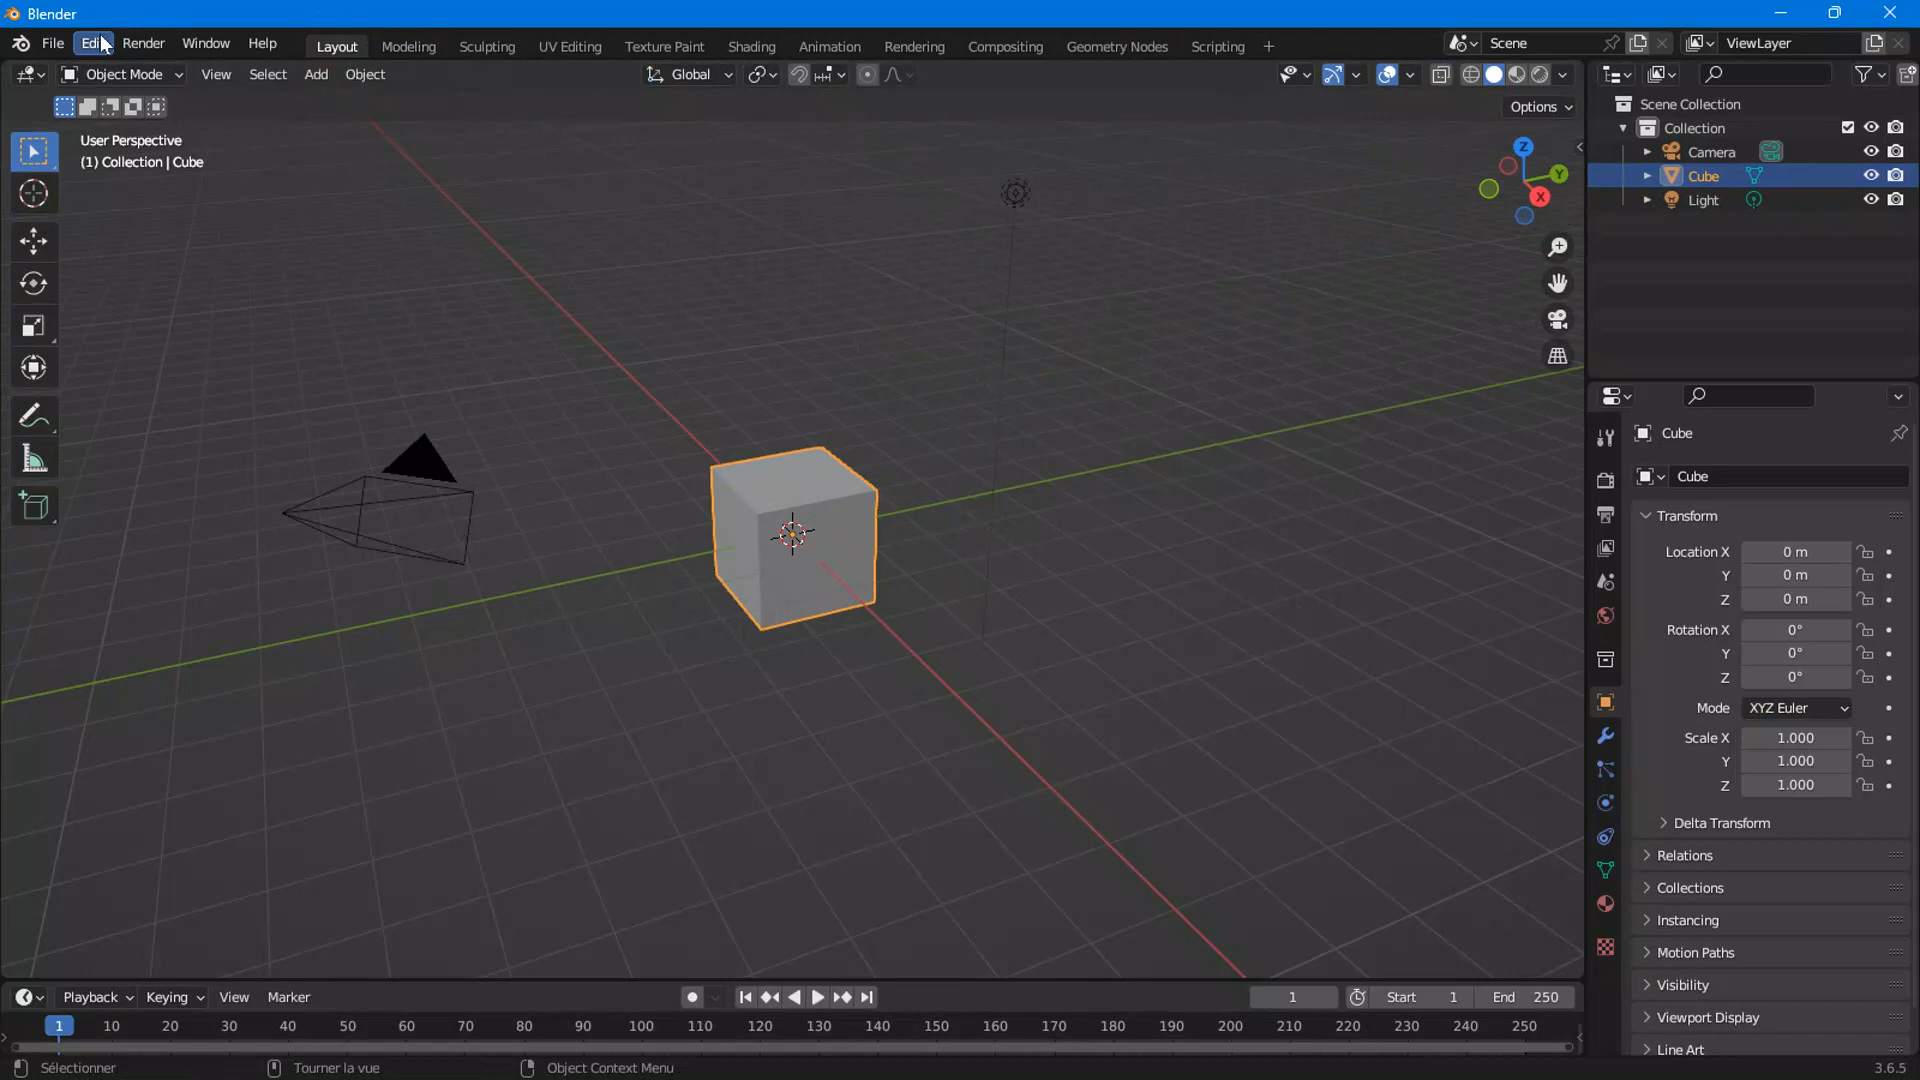 Blender
File Edit Render Window Help Layout Modeling Sculpting UV Editing Texture Paint Shading Animation Rendering Compositing Geometry Nodes Scripting + Scene ViewLayer
Object Mode View Select Add Object Global
Options
User Perspective
(1) Collection | Cube
Z
Y
X
Scene Collection
Collection
Camera
Cube
Light
Cube
Cube
Transform
Location X 0 m
Y 0 m
Z 0 m
Rotation X 0°
Y 0°
Z 0°
Mode XYZ Euler
Scale X 1.000
Y 1.000
Z 1.000
Delta Transform
Relations
Collections
Instancing
Motion Paths
Visibility
Viewport Display
Line Art
Playback Keying View Marker 1 Start 1 End 250
1 10 20 30 40 50 60 70 80 90 100 110 120 130 140 150 160 170 180 190 200 210 220 230 240 250
Sélectionner Tourner la vue Object Context Menu 3.6.5